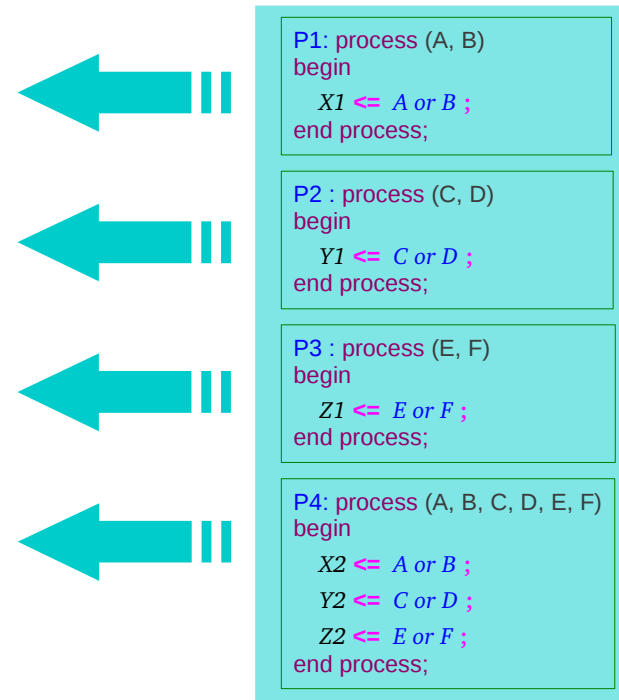 P1: process (A, B)
begin
X1 <= A or B ;
end process;
P2 : process (C, D)
begin
Y1 <= C or D ;
end process;
P3 : process (E, F)
begin
Z1 <= E or F ;
end process;
P4: process (A, B, C, D, E, F)
begin
X2 <= A or B ;
Y2 <= C or D ;
Z2 <= E or F ;
end process;